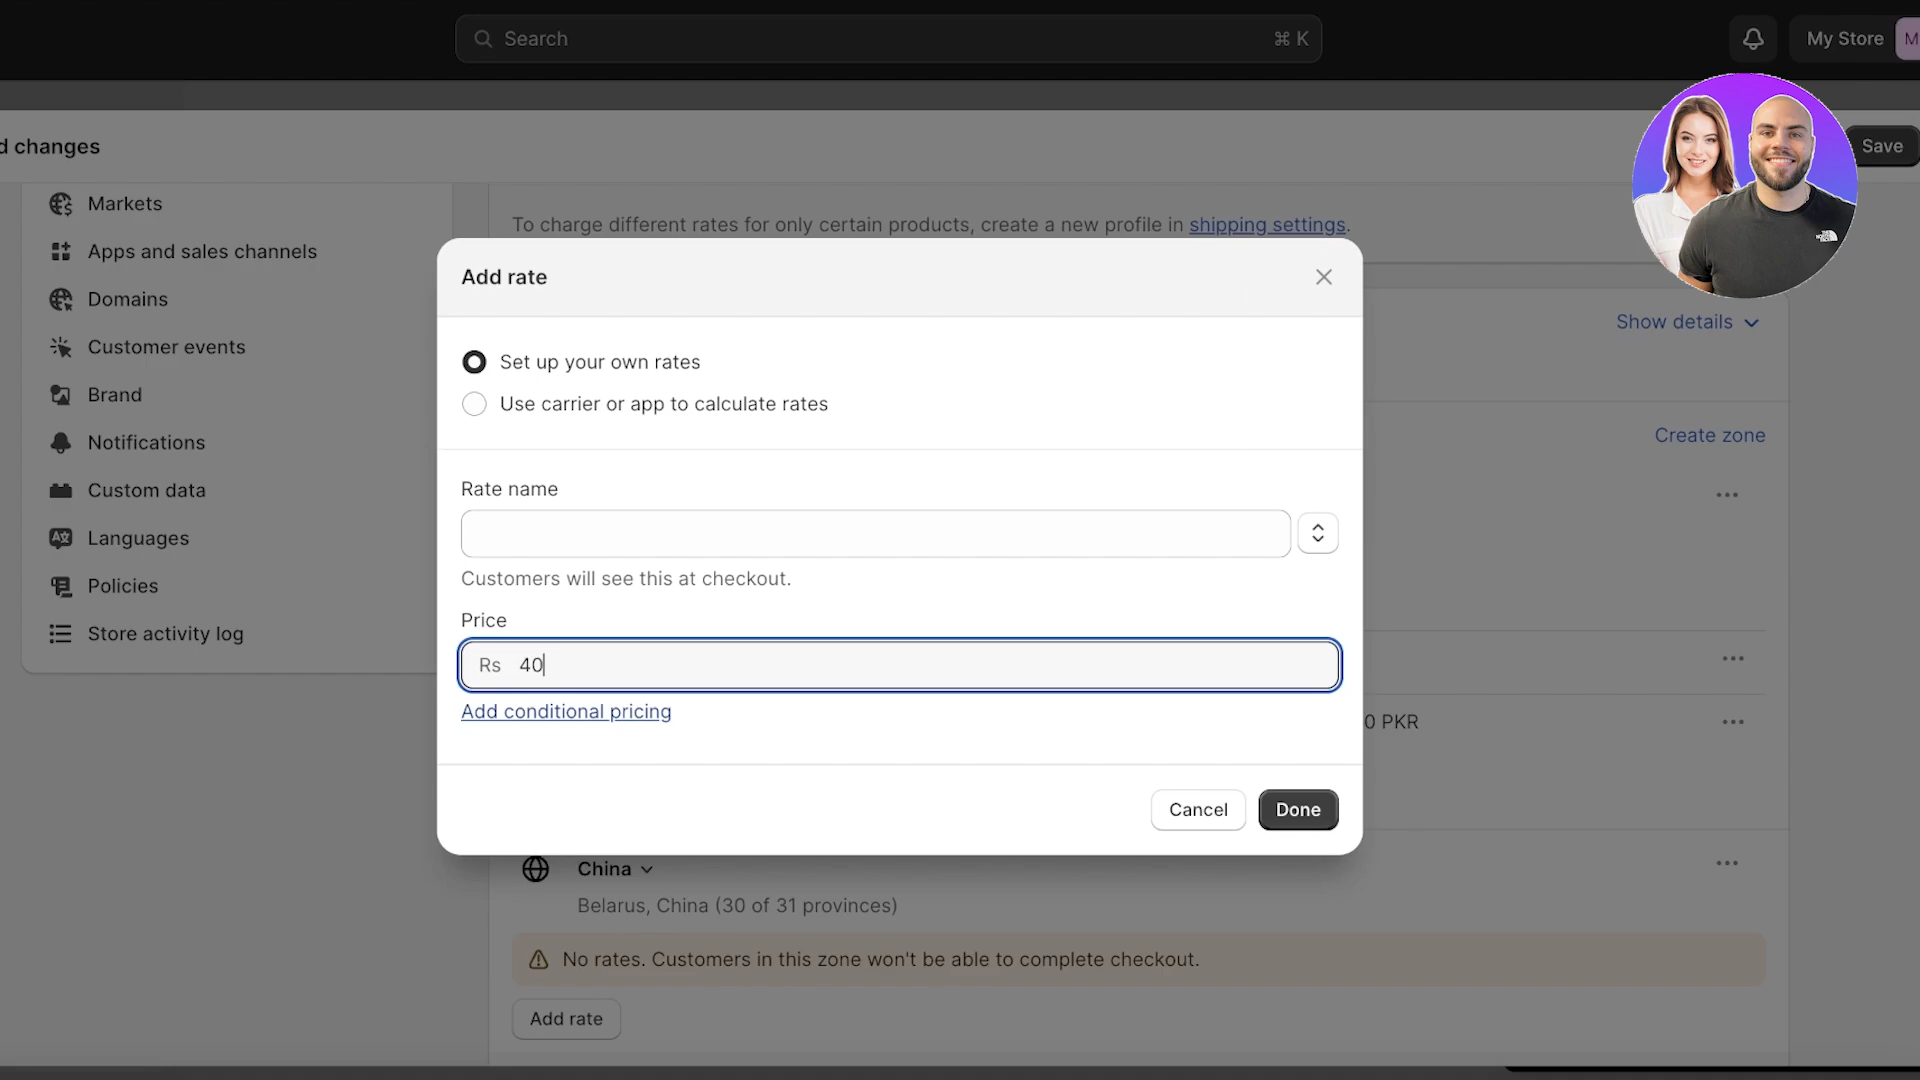 Search
⌘ K
My Store
M
d changes
Save
Markets
Apps and sales channels
Domains
Customer events
Brand
Notifications
Custom data
Languages
Policies
Store activity log
To charge different rates for only certain products, create a new profile in shipping settings.
Add rate
Set up your own rates
Use carrier or app to calculate rates
Rate name
Customers will see this at checkout.
Price
Rs 40
Add conditional pricing
Cancel
Done
Show details
Create zone
0 PKR
China
Belarus, China (30 of 31 provinces)
No rates. Customers in this zone won't be able to complete checkout.
Add rate
THE
NORTH
FACE